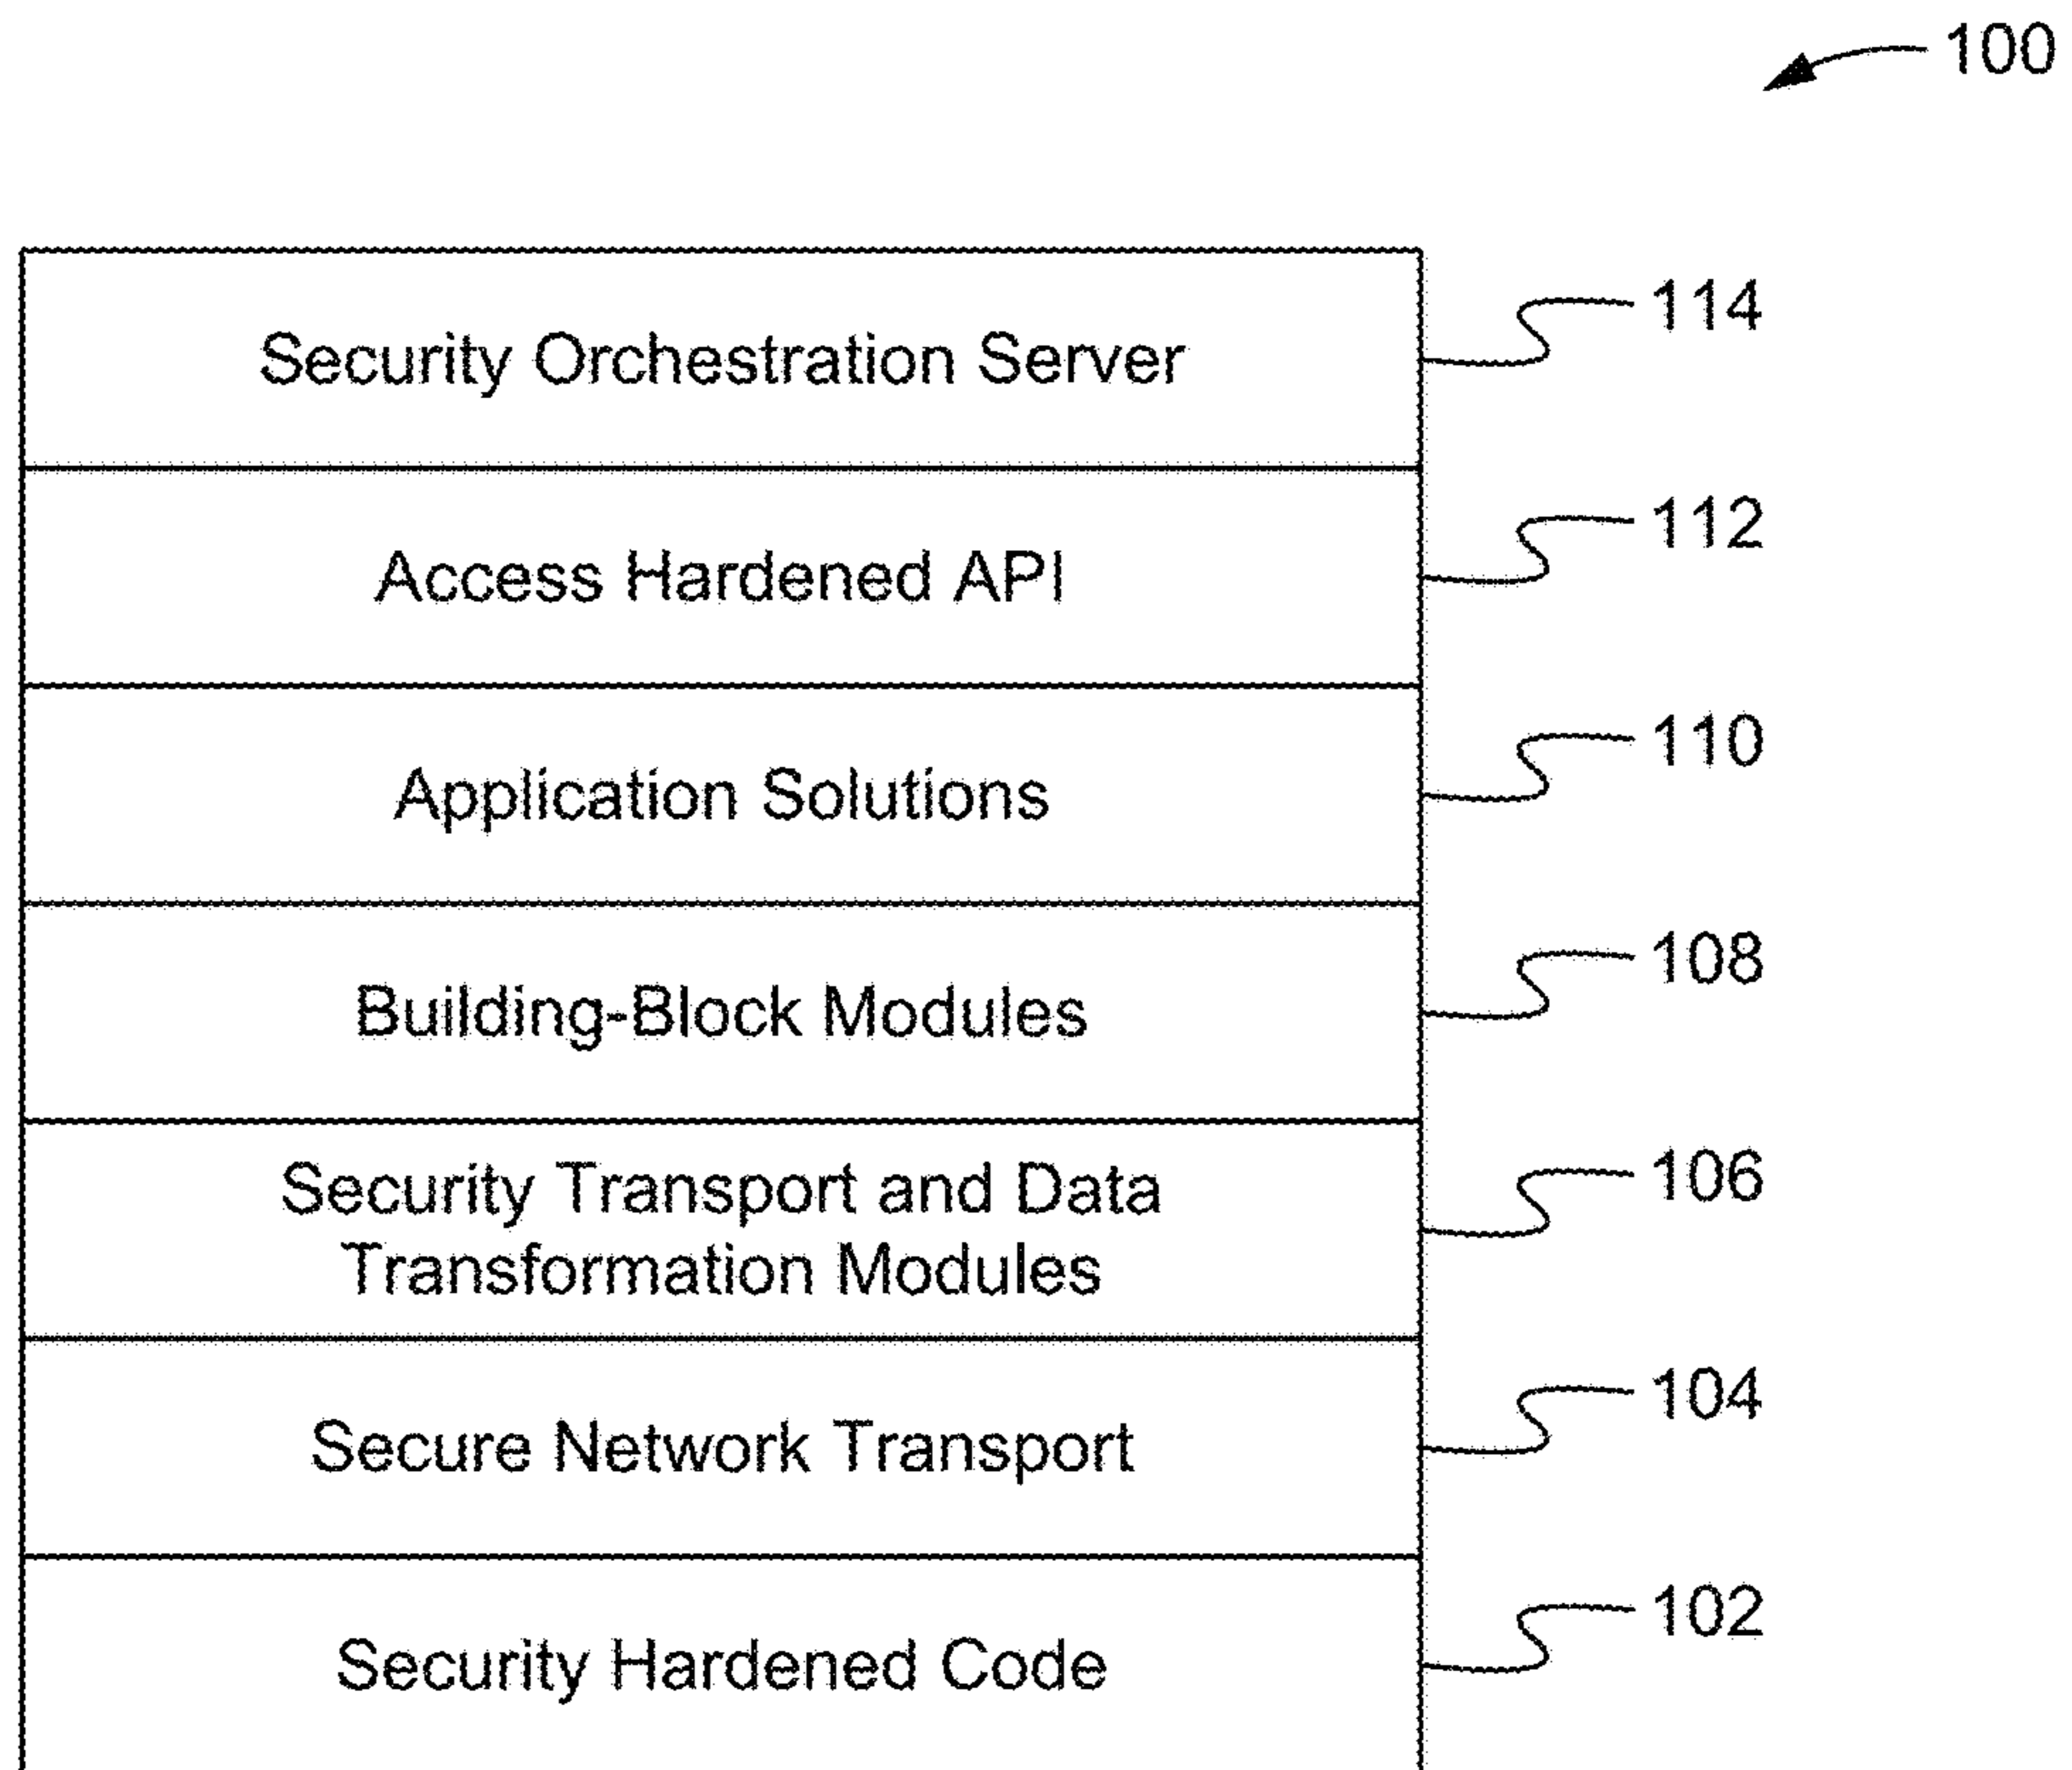 100
Security Orchestration Server
114
Access Hardened API
112
Application Solutions
110
Building-Block Modules
108
Security Transport and Data
Transformation Modules
106
Secure Network Transport
104
Security Hardened Code
102